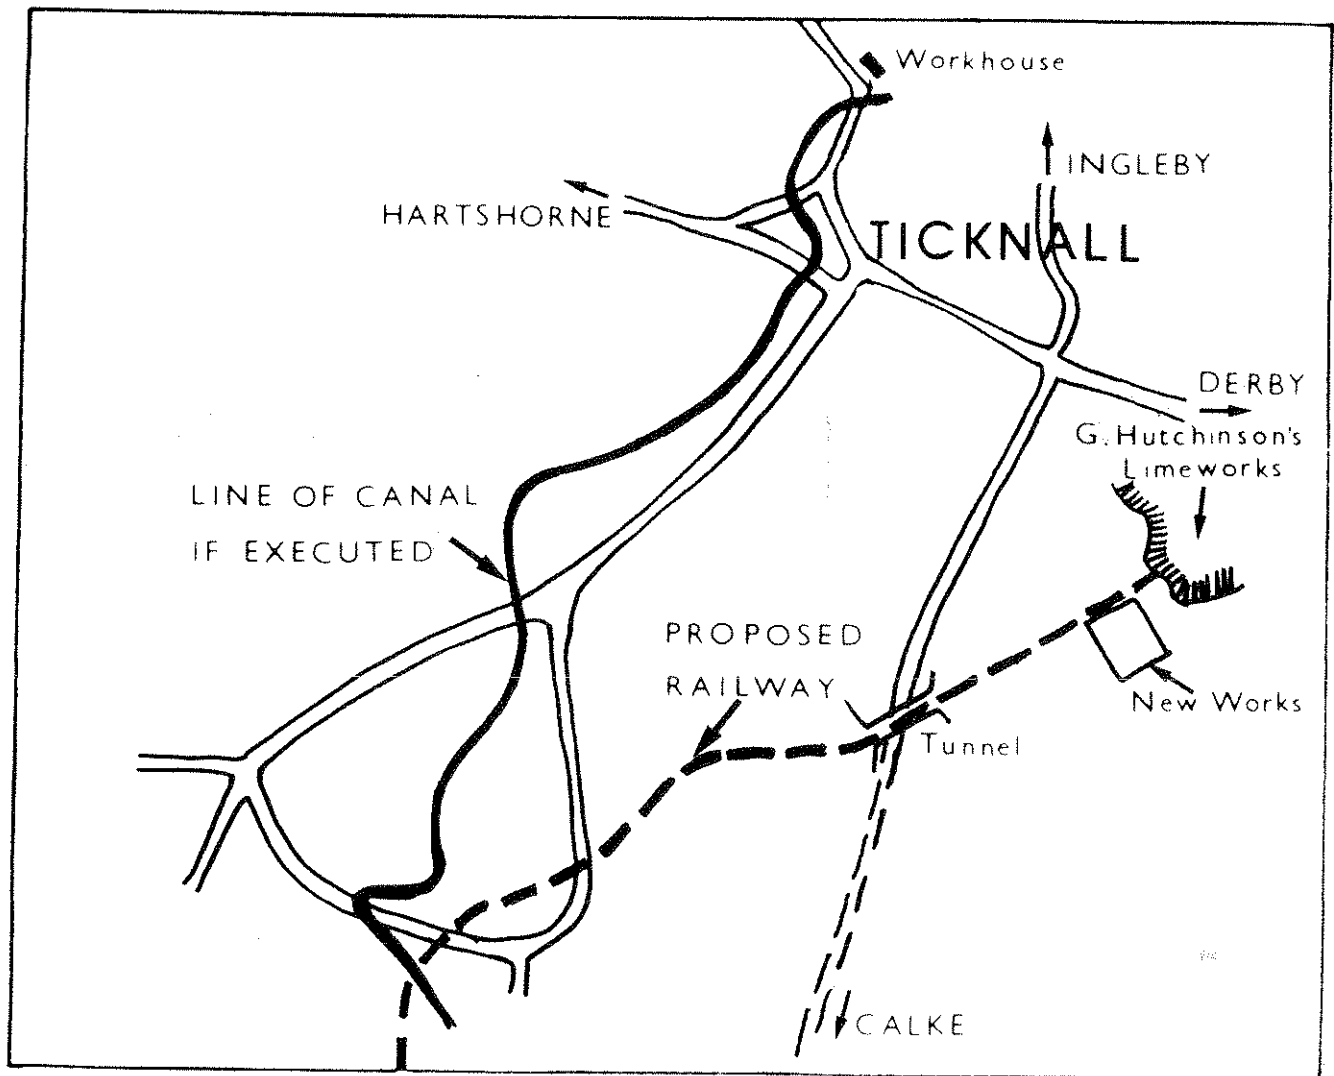 Workhouse
INGLEBY
HARTSHORNE
TICKNALL
DERBY
G. Hutchinson's
Limeworks
LINE OF CANAL
IF EXECUTED
PROPOSED
RAILWAY
New Works
Tunnel
CALKE